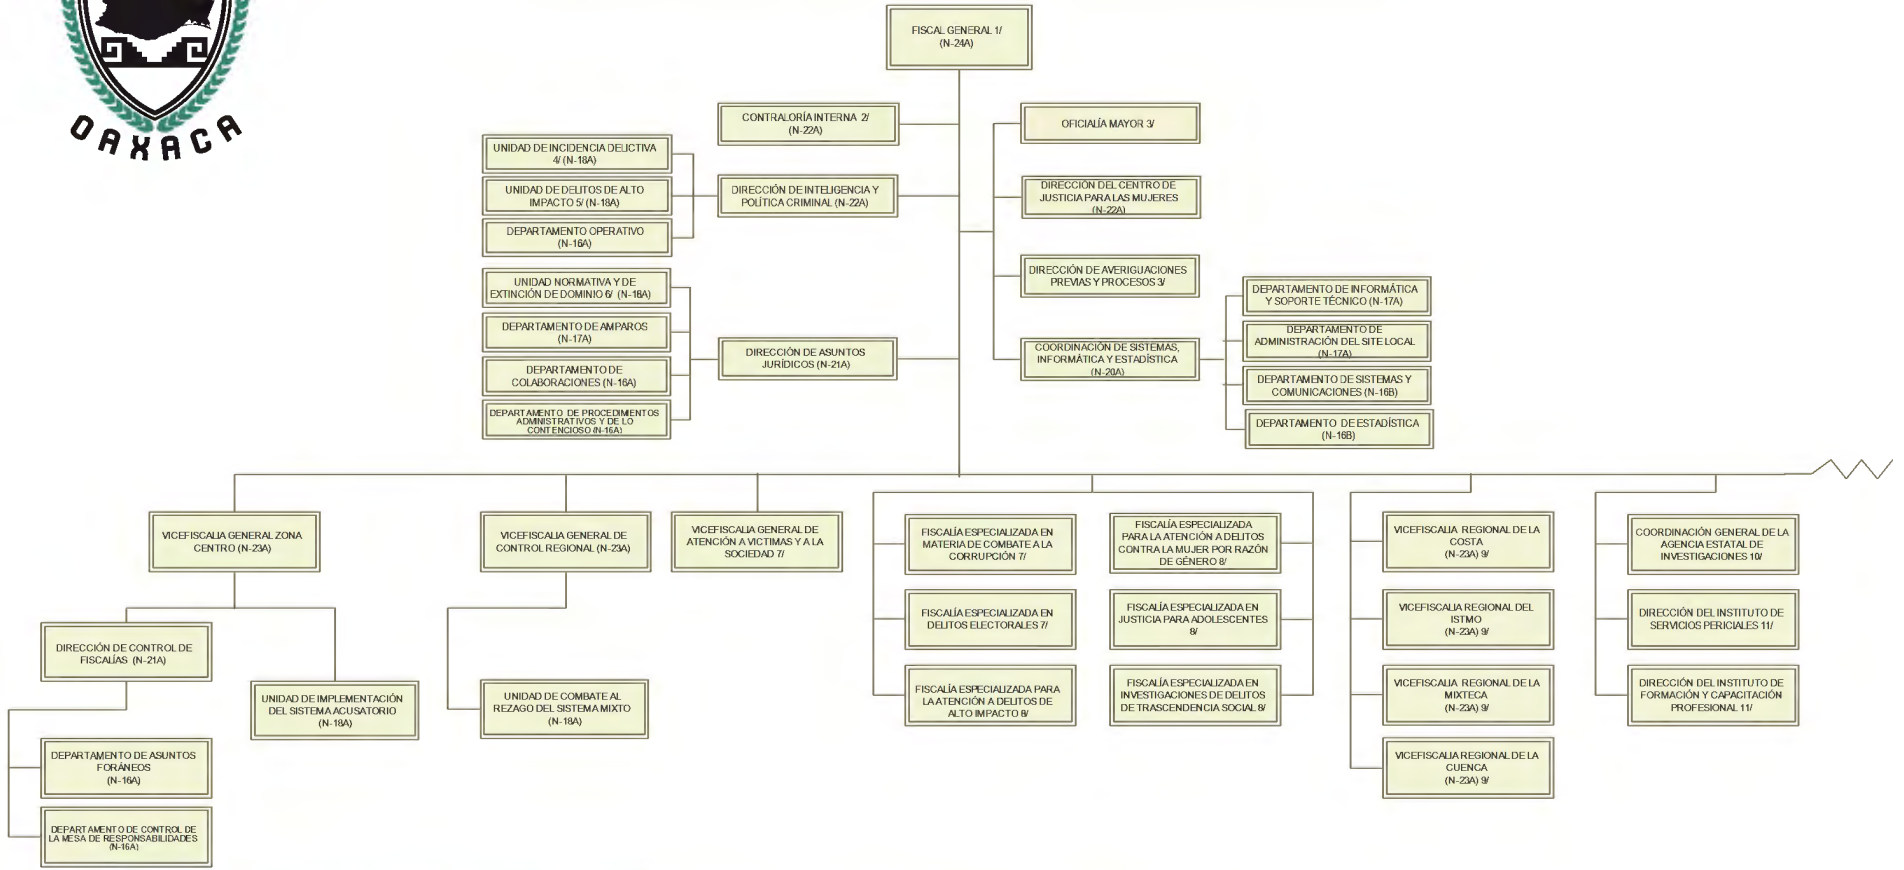 OAXACA
FISCAL GENERAL 1/
(N-24A)
CONTRALORÍA INTERNA 2/
(N-22A)
OFICIALÍA MAYOR 3/
UNIDAD DE INCIDENCIA DELICTIVA
4/ (N-18A)
UNIDAD DE DELITOS DE ALTO
IMPACTO 5/ (N-18A)
DEPARTAMENTO OPERATIVO
(N-16A)
DIRECCIÓN DE INTELIGENCIA Y
POLÍTICA CRIMINAL (N-22A)
DIRECCIÓN DEL CENTRO DE
JUSTICIA PARA LAS MUJERES
(N-22A)
UNIDAD NORMATIVA Y DE
EXTINCIÓN DE DOMINIO 6/ (N-18A)
DEPARTAMENTO DE AMPAROS
(N-17A)
DEPARTAMENTO DE
COLABORACIONES (N-16A)
DEPARTAMENTO DE PROCEDIMIENTOS
ADMINISTRATIVOS Y DE LO
CONTENCIOSO (N-16A)
DIRECCIÓN DE ASUNTOS
JURÍDICOS (N-21A)
DIRECCIÓN DE AVERIGUACIONES
PREVIAS Y PROCESOS 3/
COORDINACIÓN DE SISTEMAS,
INFORMÁTICA Y ESTADÍSTICA
(N-20A)
DEPARTAMENTO DE INFORMÁTICA
Y SOPORTE TÉCNICO (N-17A)
DEPARTAMENTO DE
ADMINISTRACIÓN DEL SITE LOCAL
(N-17A)
DEPARTAMENTO DE SISTEMAS Y
COMUNICACIONES (N-16B)
DEPARTAMENTO DE ESTADÍSTICA
(N-16B)
VICEFISCALIA GENERAL ZONA
CENTRO (N-23A)
DIRECCIÓN DE CONTROL DE
FISCALÍAS (N-21A)
UNIDAD DE IMPLEMENTACIÓN
DEL SISTEMA ACUSATORIO
(N-18A)
DEPARTAMENTO DE ASUNTOS
FORÁNEOS
(N-16A)
DEPARTAMENTO DE CONTROL DE
LA MESA DE RESPONSABILIDADES
(N-16A)
VICEFISCALIA GENERAL DE
CONTROL REGIONAL (N-23A)
UNIDAD DE COMBATE AL
REZAGO DEL SISTEMA MIXTO
(N-18A)
VICEFISCALIA GENERAL DE
ATENCIÓN A VICTIMAS Y A LA
SOCIEDAD 7/
FISCALÍA ESPECIALIZADA EN
MATERIA DE COMBATE A LA
CORRUPCIÓN 7/
FISCALÍA ESPECIALIZADA EN
DELITOS ELECTORALES 7/
FISCALÍA ESPECIALIZADA PARA
LA ATENCIÓN A DELITOS DE
ALTO IMPACTO 8/
FISCALÍA ESPECIALIZADA
PARA LA ATENCIÓN A DELITOS
CONTRA LA MUJER POR RAZÓN
DE GÉNERO 8/
FISCALÍA ESPECIALIZADA EN
JUSTICIA PARA ADOLESCENTES
8/
FISCALÍA ESPECIALIZADA EN
INVESTIGACIONES DE DELITOS
DE TRASCENDENCIA SOCIAL 8/
VICEFISCALIA REGIONAL DE LA
COSTA
(N-23A) 9/
VICEFISCALIA REGIONAL DEL
ISTMO
(N-23A) 9/
VICEFISCALIA REGIONAL DE LA
MIXTECA
(N-23A) 9/
VICEFISCALIA REGIONAL DE LA
CUENCA
(N-23A) 9/
COORDINACIÓN GENERAL DE LA
AGENCIA ESTATAL DE
INVESTIGACIONES 10/
DIRECCIÓN DEL INSTITUTO DE
SERVICIOS PERICIALES 11/
DIRECCIÓN DEL INSTITUTO DE
FORMACIÓN Y CAPACITACIÓN
PROFESIONAL 11/